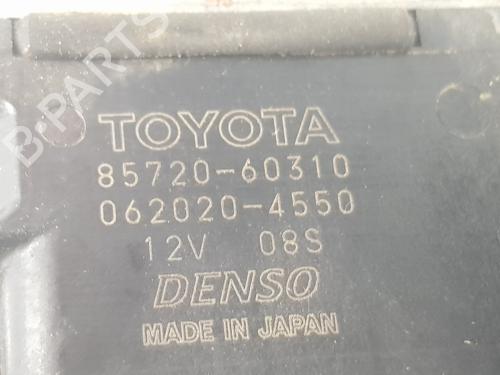 B-PARTS
TOYOTA
85720-60310
062020-4550
12V 08S
DENSO
MADE IN JAPAN